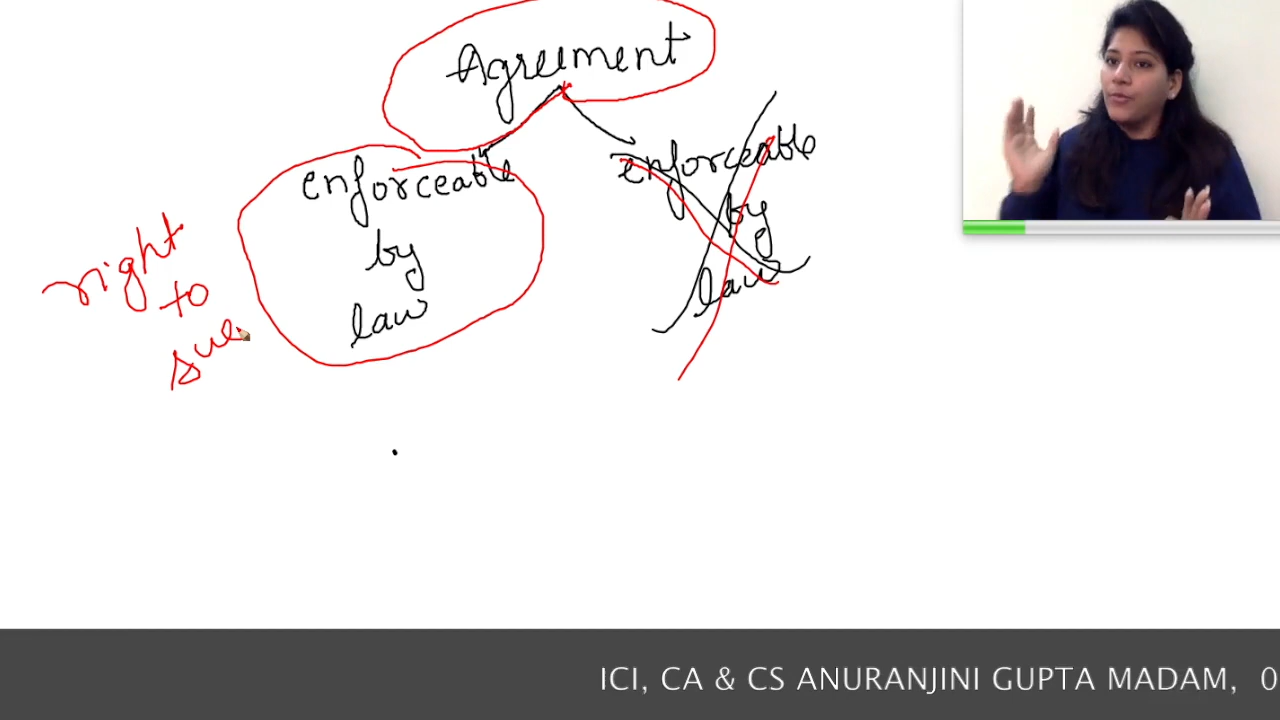 Agreement
enforceable
by
law
enforceable
by
law
right
to
sue
ICI, CA & CS ANURANJINI GUPTA MADAM, 0